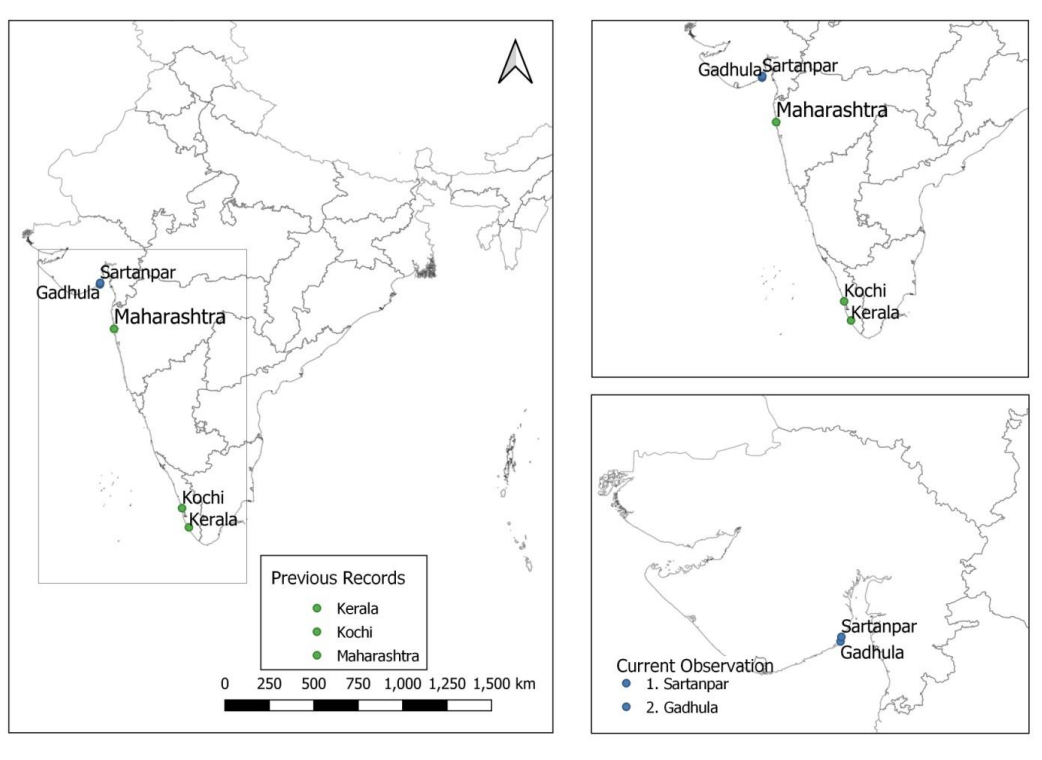 Sartanpar
Gadhula
Maharashtra
Kochi
Kerala
Previous Records
Kerala
Kochi
Maharashtra
0 250 500 750 1,000 1,250 1,500 km
Gadhula Sartanpar
Maharashtra
Kochi
Kerala
Sartanpar
Gadhula
Current Observation
1. Sartanpar
2. Gadhula